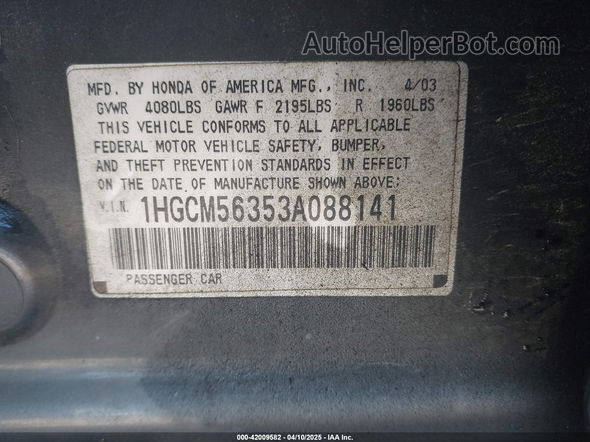 AutoHelperBot.com
MFD. BY HONDA OF AMERICA MFG., INC. 4/03
GVWR 4080LBS GAWR F 2195LBS R 1960LBS
THIS VEHICLE CONFORMS TO ALL APPLICABLE
FEDERAL MOTOR VEHICLE SAFETY, BUMPER,
AND THEFT PREVENTION STANDARDS IN EFFECT
ON THE DATE OF MANUFACTURE SHOWN ABOVE;
V.I.N. 1HGCM56353A088141
PASSENGER CAR
000-42009582 - 04/10/2025 - IAA Inc.